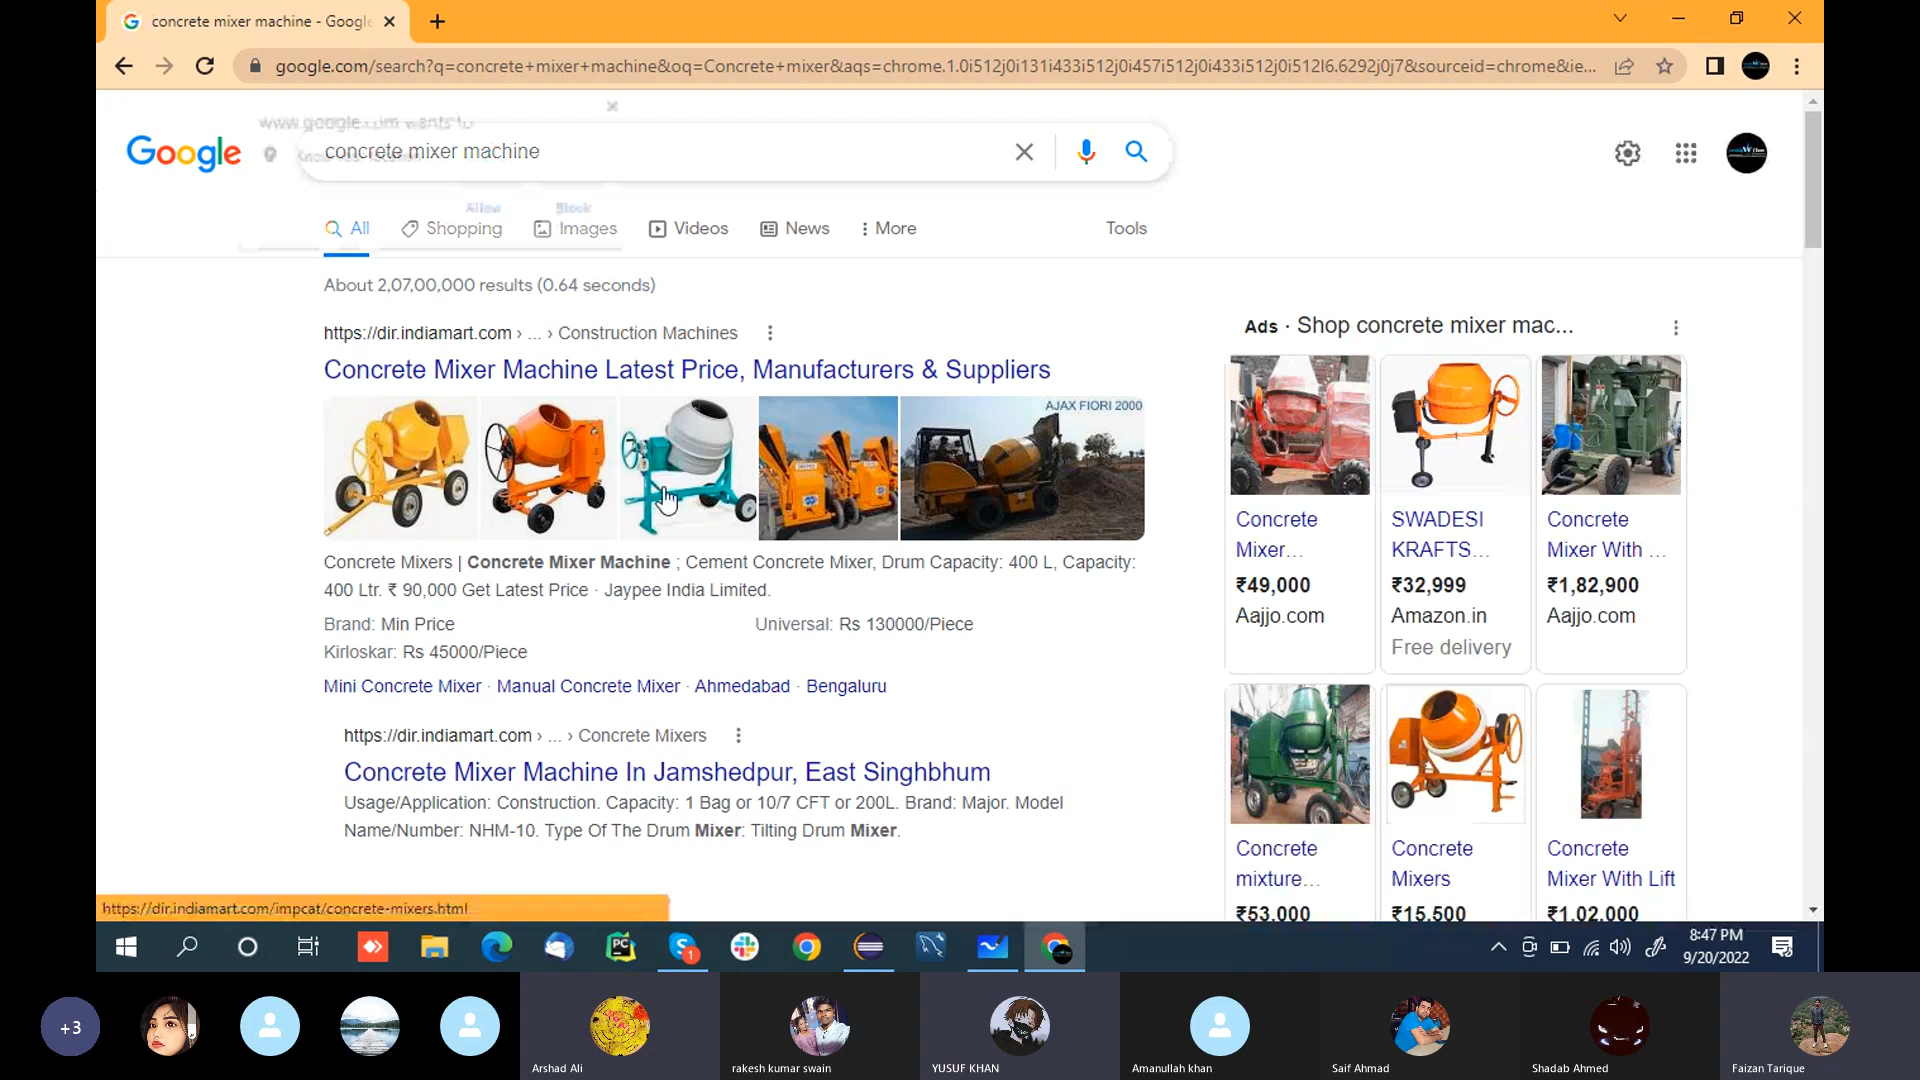 concrete mixer machine - Google
google.com/search?q=concrete+mixer+machine&oq=Concrete+mixer&aqs=chrome.1.0i512j0i131i433i512j0i457i512j0i433i512j0i512l6.6292j0j7&sourceid=chrome&ie...
wants to
Google
concrete mixer machine
Allow Block
All Shopping Images Videos News More Tools
About 2,07,00,000 results (0.64 seconds)
https://dir.indiamart.com › ... › Construction Machines
Concrete Mixer Machine Latest Price, Manufacturers & Suppliers
AJAX FIORI 2000
Concrete Mixers | Concrete Mixer Machine ; Cement Concrete Mixer, Drum Capacity: 400 L, Capacity:
400 Ltr. ₹ 90,000 Get Latest Price · Jaypee India Limited.
Brand: Min Price Universal: Rs 130000/Piece
Kirloskar: Rs 45000/Piece
Mini Concrete Mixer · Manual Concrete Mixer · Ahmedabad · Bengaluru
https://dir.indiamart.com › ... › Concrete Mixers
Concrete Mixer Machine In Jamshedpur, East Singhbhum
Usage/Application: Construction. Capacity: 1 Bag or 10/7 CFT or 200L. Brand: Major. Model
Name/Number: NHM-10. Type Of The Drum Mixer: Tilting Drum Mixer.
Ads · Shop concrete mixer mac...
Concrete
Mixer...
₹49,000
Aajjo.com
SWADESI
KRAFTS...
₹32,999
Amazon.in
Free delivery
Concrete
Mixer With ...
₹1,82,900
Aajjo.com
Concrete
mixture...
₹53,000
Concrete
Mixers
₹15,500
Concrete
Mixer With Lift
₹1,02,000
https://dir.indiamart.com/impcat/concrete-mixers.html
PC
1
8:47 PM
9/20/2022
+3
Arshad Ali
rakesh kumar swain
YUSUF KHAN
Amanullah khan
Saif Ahmad
Shadab Ahmed
Faizan Tarique